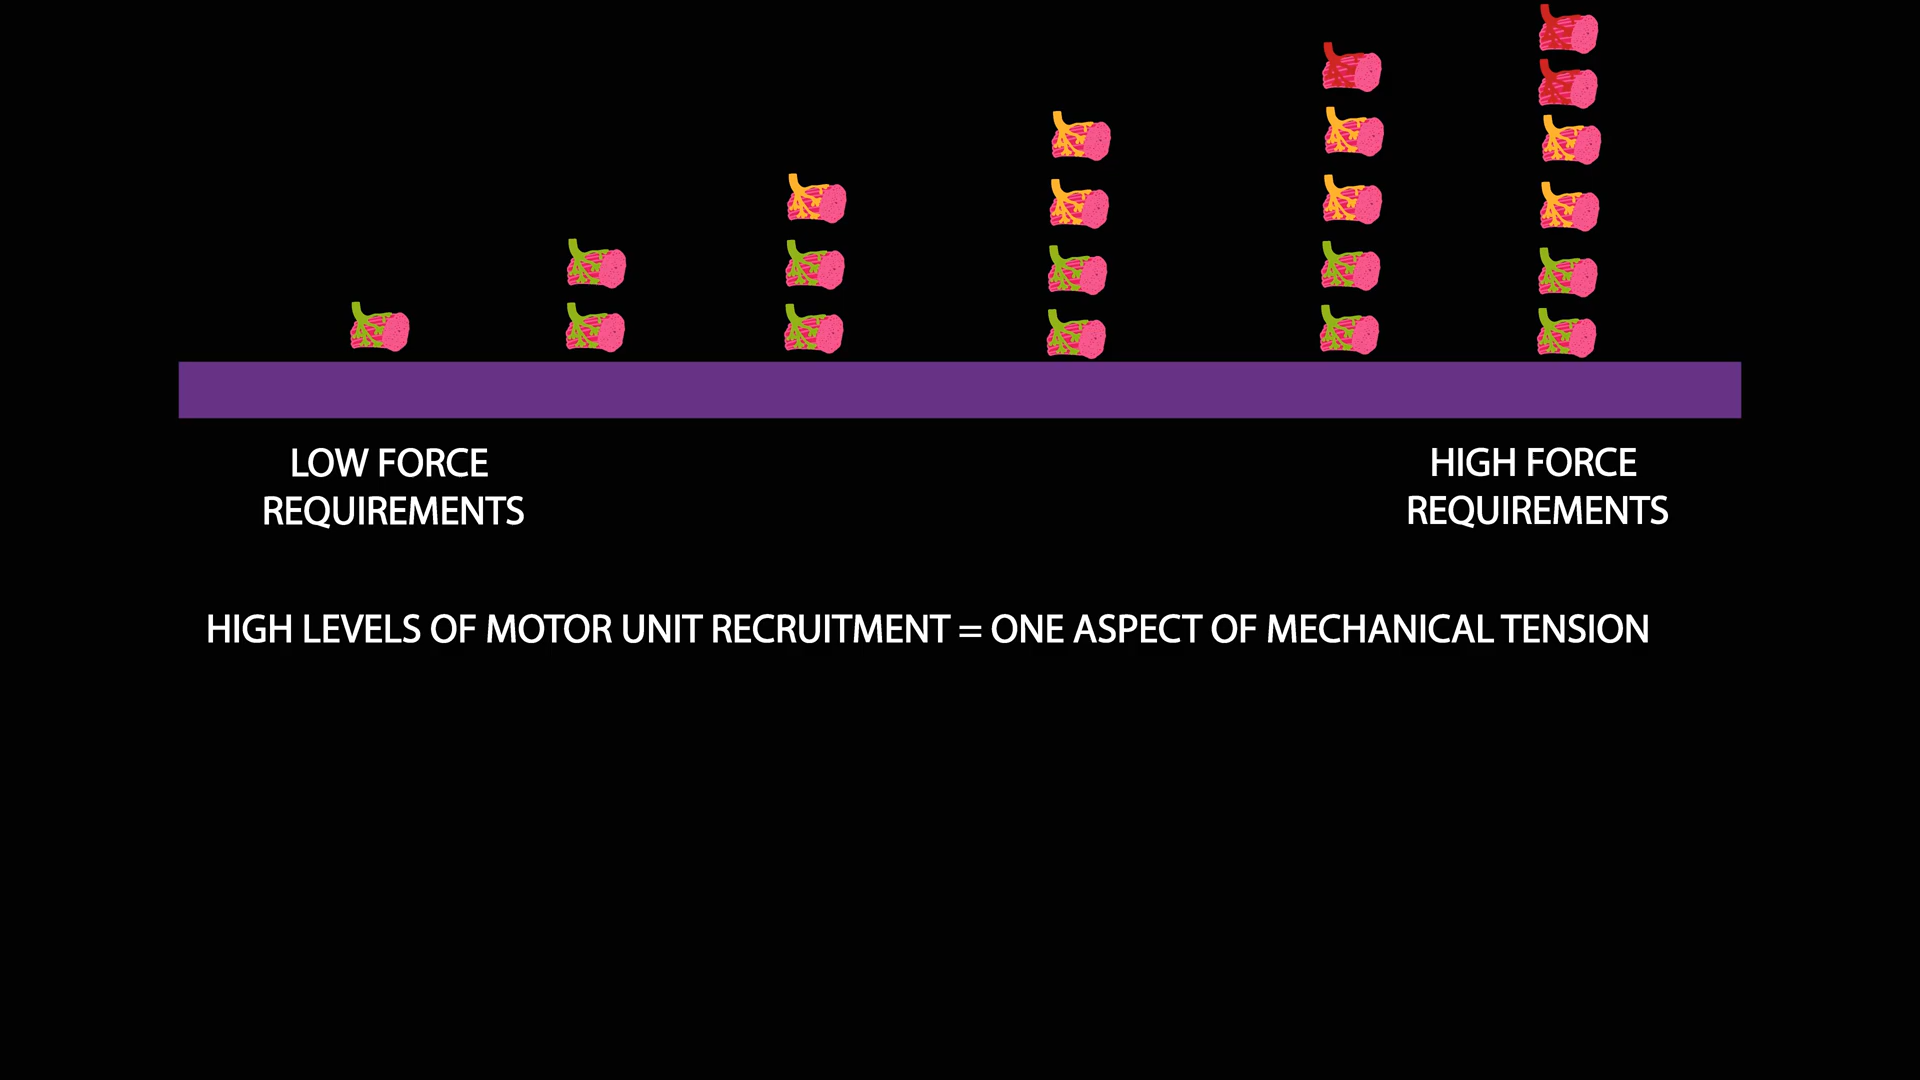 LOW FORCE
REQUIREMENTS
HIGH FORCE
REQUIREMENTS
HIGH LEVELS OF MOTOR UNIT RECRUITMENT = ONE ASPECT OF MECHANICAL TENSION